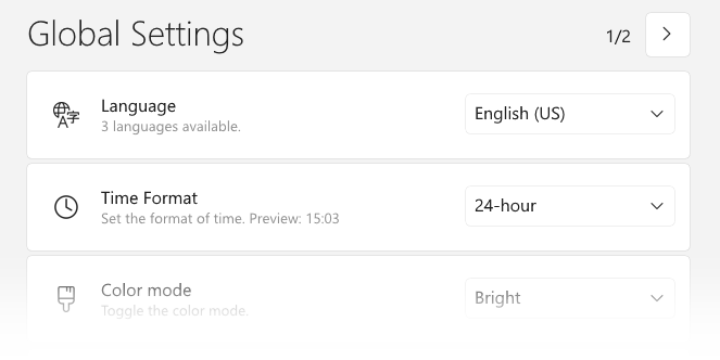 Global Settings
1/2
Language
3 languages available.
English (US)
Time Format
Set the format of time. Preview: 15:03
24-hour
Color mode
Toggle the color mode.
Bright